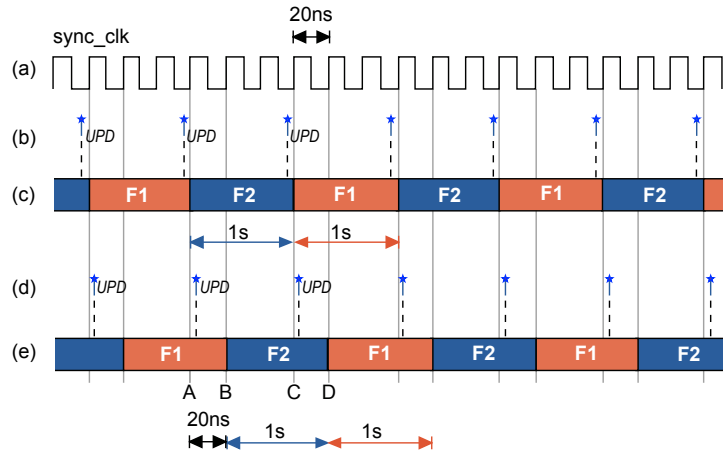 20ns
sync_clk
(a)
(b) UPD UPD UPD
(c) F1 F2 F1 F2 F1 F2
1s 1s
(d) UPD UPD UPD
(e) F1 F2 F1 F2 F1 F2
A B C D
20ns 1s 1s